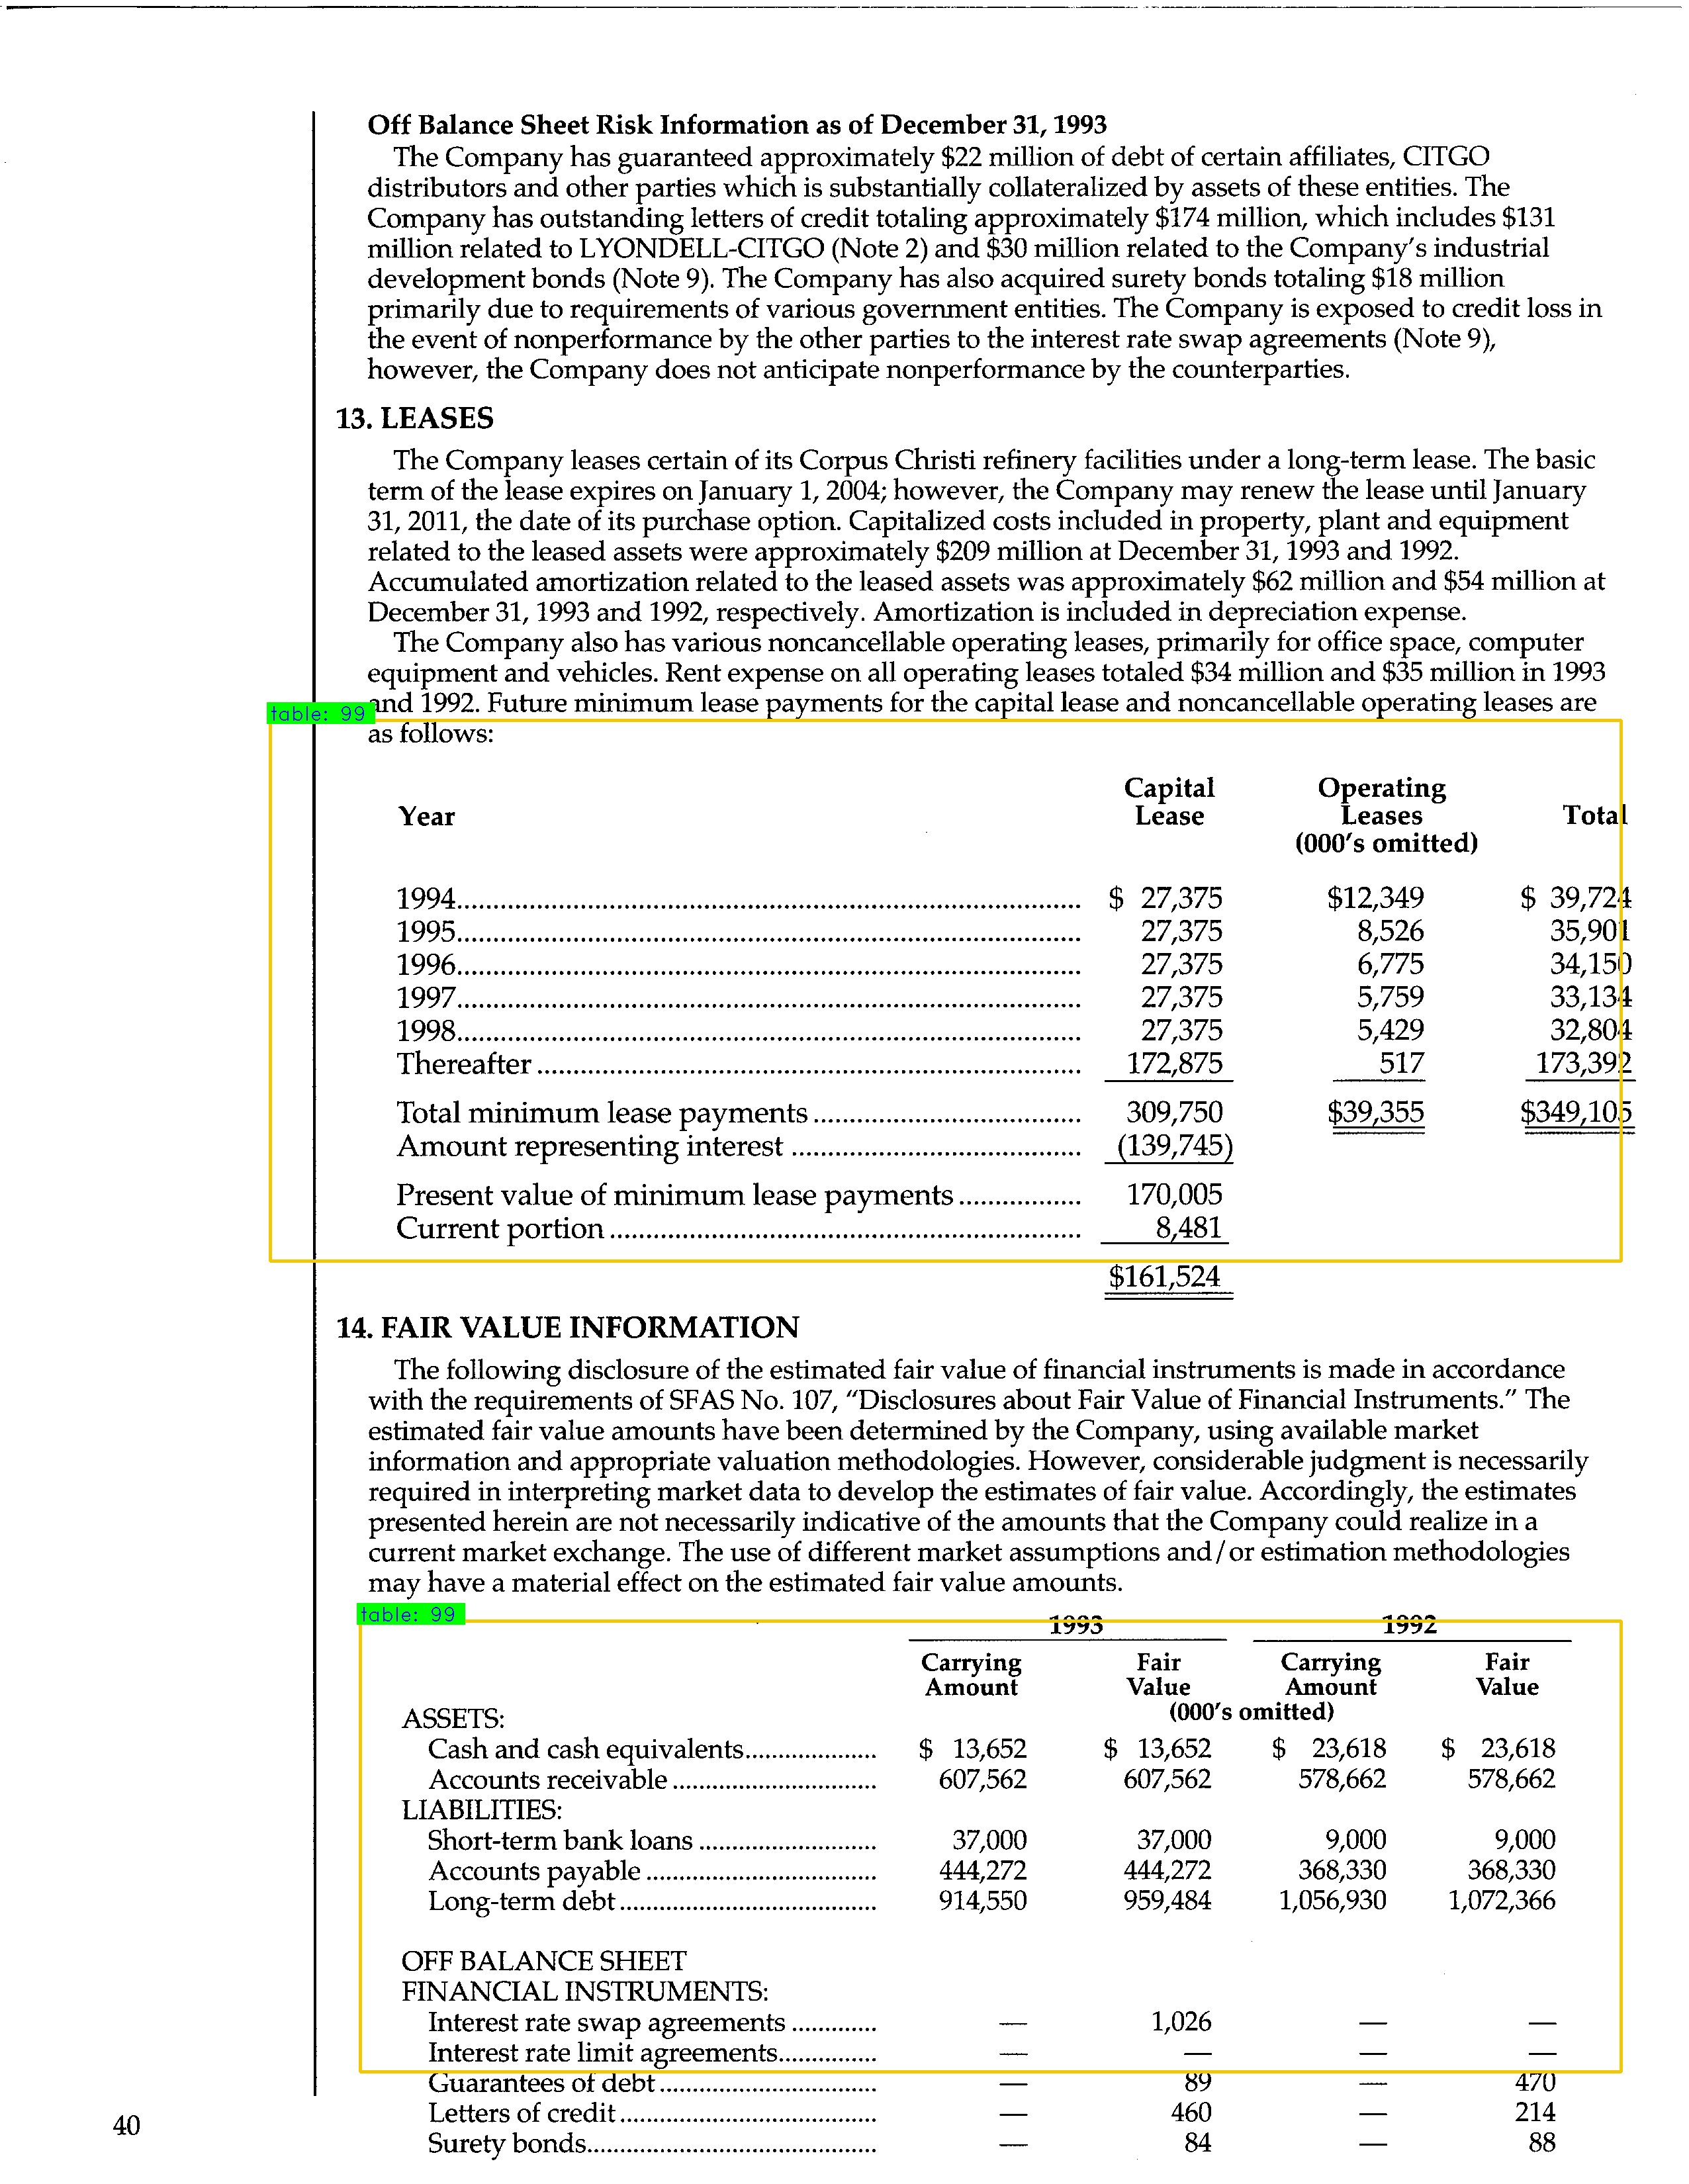 Off Balance Sheet Risk Information as of December 31, 1993
The Company has guaranteed approximately $22 million of debt of certain affiliates, CITGO
distributors and other parties which is substantially collateralized by assets of these entities. The
Company has outstanding letters of credit totaling approximately $174 million, which includes $131
million related to LYONDELL-CITGO (Note 2) and $30 million related to the Company's industrial
development bonds (Note 9). The Company has also acquired surety bonds totaling $18 million
primarily due to requirements of various government entities. The Company is exposed to credit loss in
the event of nonperformance by the other parties to the interest rate swap agreements (Note 9),
however, the Company does not anticipate nonperformance by the counterparties.
13. LEASES
The Company leases certain of its Corpus Christi refinery facilities under a long-term lease. The basic
term of the lease expires on January 1, 2004; however, the Company may renew the lease until January
31, 2011, the date of its purchase option. Capitalized costs included in property, plant and equipment
related to the leased assets were approximately $209 million at December 31, 1993 and 1992.
Accumulated amortization related to the leased assets was approximately $62 million and $54 million at
December 31, 1993 and 1992, respectively. Amortization is included in depreciation expense.
The Company also has various noncancellable operating leases, primarily for office space, computer
equipment and vehicles. Rent expense on all operating leases totaled $34 million and $35 million in 1993
table: 99 and 1992. Future minimum lease payments for the capital lease and noncancellable operating leases are
as follows:
Capital Operating
Year Lease Leases Total
(000's omitted)
1994 $ 27,375 $12,349 $ 39,724
1995 27,375 8,526 35,901
1996 27,375 6,775 34,150
1997 27,375 5,759 33,134
1998 27,375 5,429 32,804
Thereafter 172,875 517 173,392
Total minimum lease payments 309,750 $39,355 $349,105
Amount representing interest (139,745)
Present value of minimum lease payments 170,005
Current portion 8,481
$161,524
14. FAIR VALUE INFORMATION
The following disclosure of the estimated fair value of financial instruments is made in accordance
with the requirements of SFAS No. 107, "Disclosures about Fair Value of Financial Instruments." The
estimated fair value amounts have been determined by the Company, using available market
information and appropriate valuation methodologies. However, considerable judgment is necessarily
required in interpreting market data to develop the estimates of fair value. Accordingly, the estimates
presented herein are not necessarily indicative of the amounts that the Company could realize in a
current market exchange. The use of different market assumptions and/or estimation methodologies
may have a material effect on the estimated fair value amounts.
table: 99
1993 1992
Carrying Fair Carrying Fair
Amount Value Amount Value
(000's omitted)
ASSETS:
Cash and cash equivalents $ 13,652 $ 13,652 $ 23,618 $ 23,618
Accounts receivable 607,562 607,562 578,662 578,662
LIABILITIES:
Short-term bank loans 37,000 37,000 9,000 9,000
Accounts payable 444,272 444,272 368,330 368,330
Long-term debt 914,550 959,484 1,056,930 1,072,366
OFF BALANCE SHEET
FINANCIAL INSTRUMENTS:
Interest rate swap agreements — 1,026 — —
Interest rate limit agreements — — — —
Guarantees of debt — 89 — 470
Letters of credit — 460 — 214
Surety bonds — 84 — 88
40